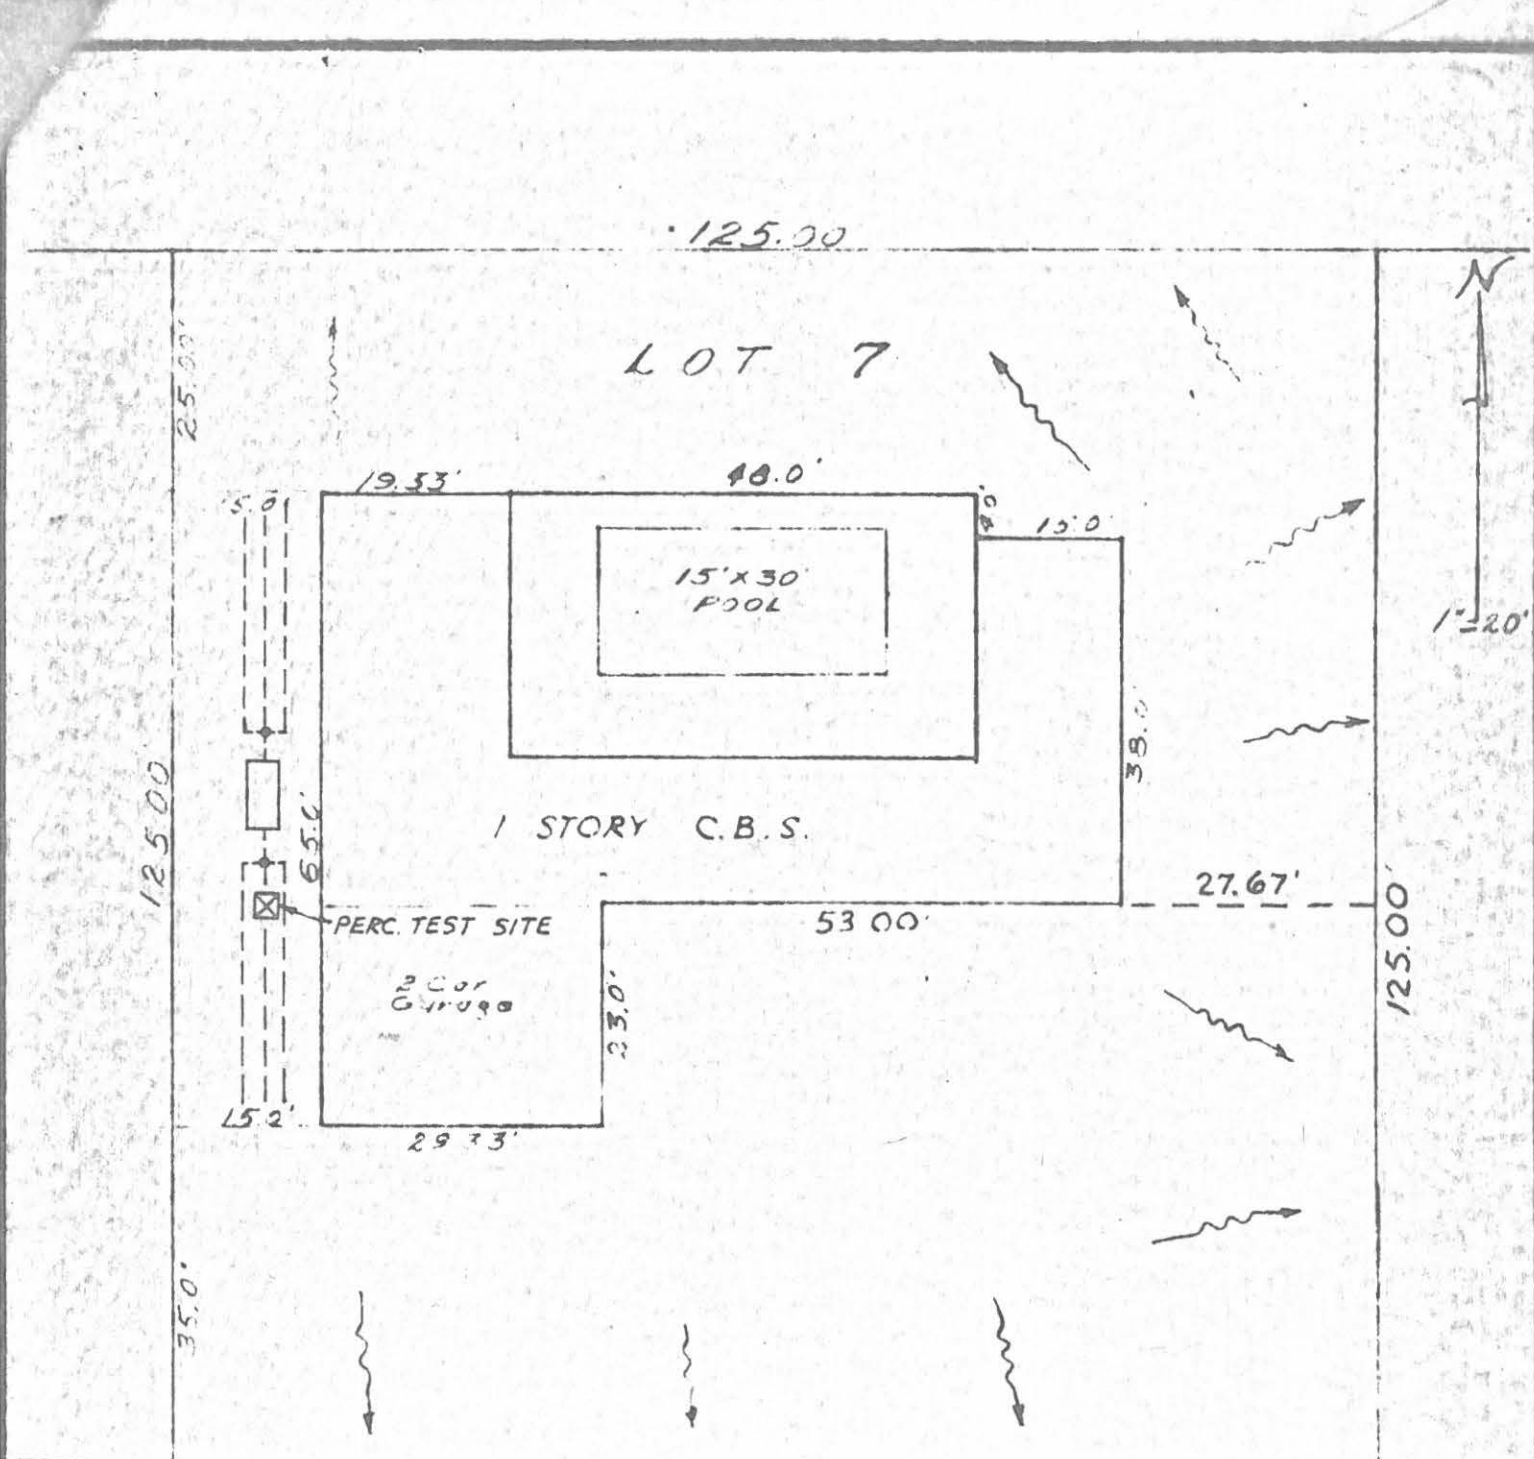 125.00
N
LOT 7
25.00'
19.33'
48.0'
5.0'
4.0'
15.0'
15'X30'
POOL
1"=20'
38.0'
125.00
65.0'
1 STORY C.B.S.
27.67'
PERC. TEST SITE
53.00'
125.00'
2 Car
Garage
23.0'
15.2'
29.33'
35.0'